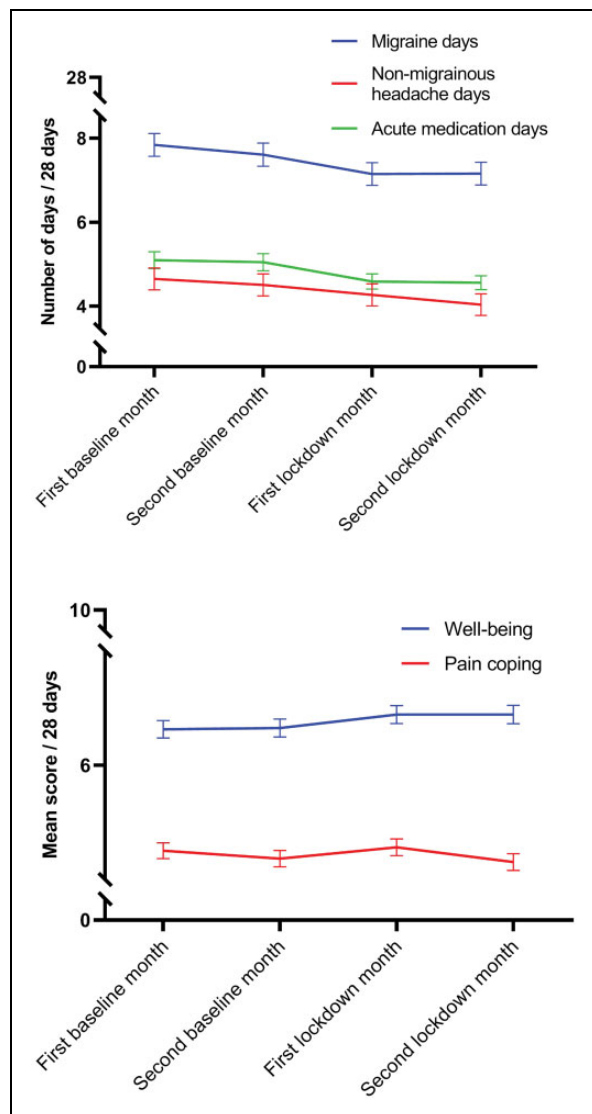 Migraine days
28
Non-migrainous
headache days
8
Acute medication days
Number of days / 28 days
6
4
0
First baseline month
Second baseline month
First lockdown month
Second lockdown month
10
Well-being
Pain coping
Mean score / 28 days
6
0
First baseline month
Second baseline month
First lockdown month
Second lockdown month